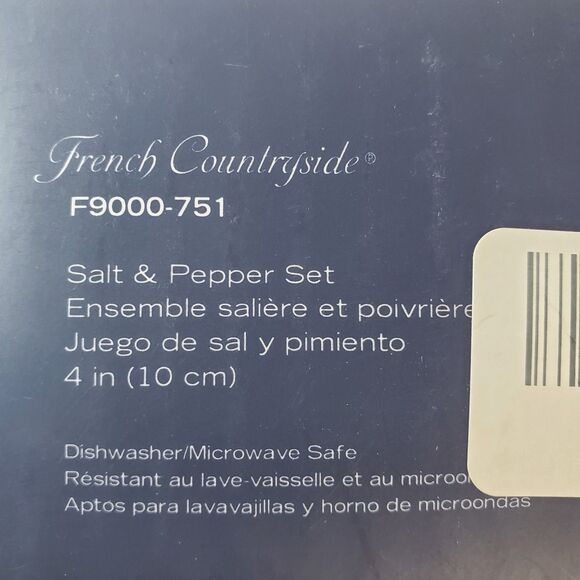 French Countryside®
F9000-751
Salt & Pepper Set
Ensemble salière et poivrière
Juego de sal y pimiento
4 in (10 cm)
Dishwasher/Microwave Safe
Résistant au lave-vaisselle et au
Aptos para lavavajillas y horno de microondas